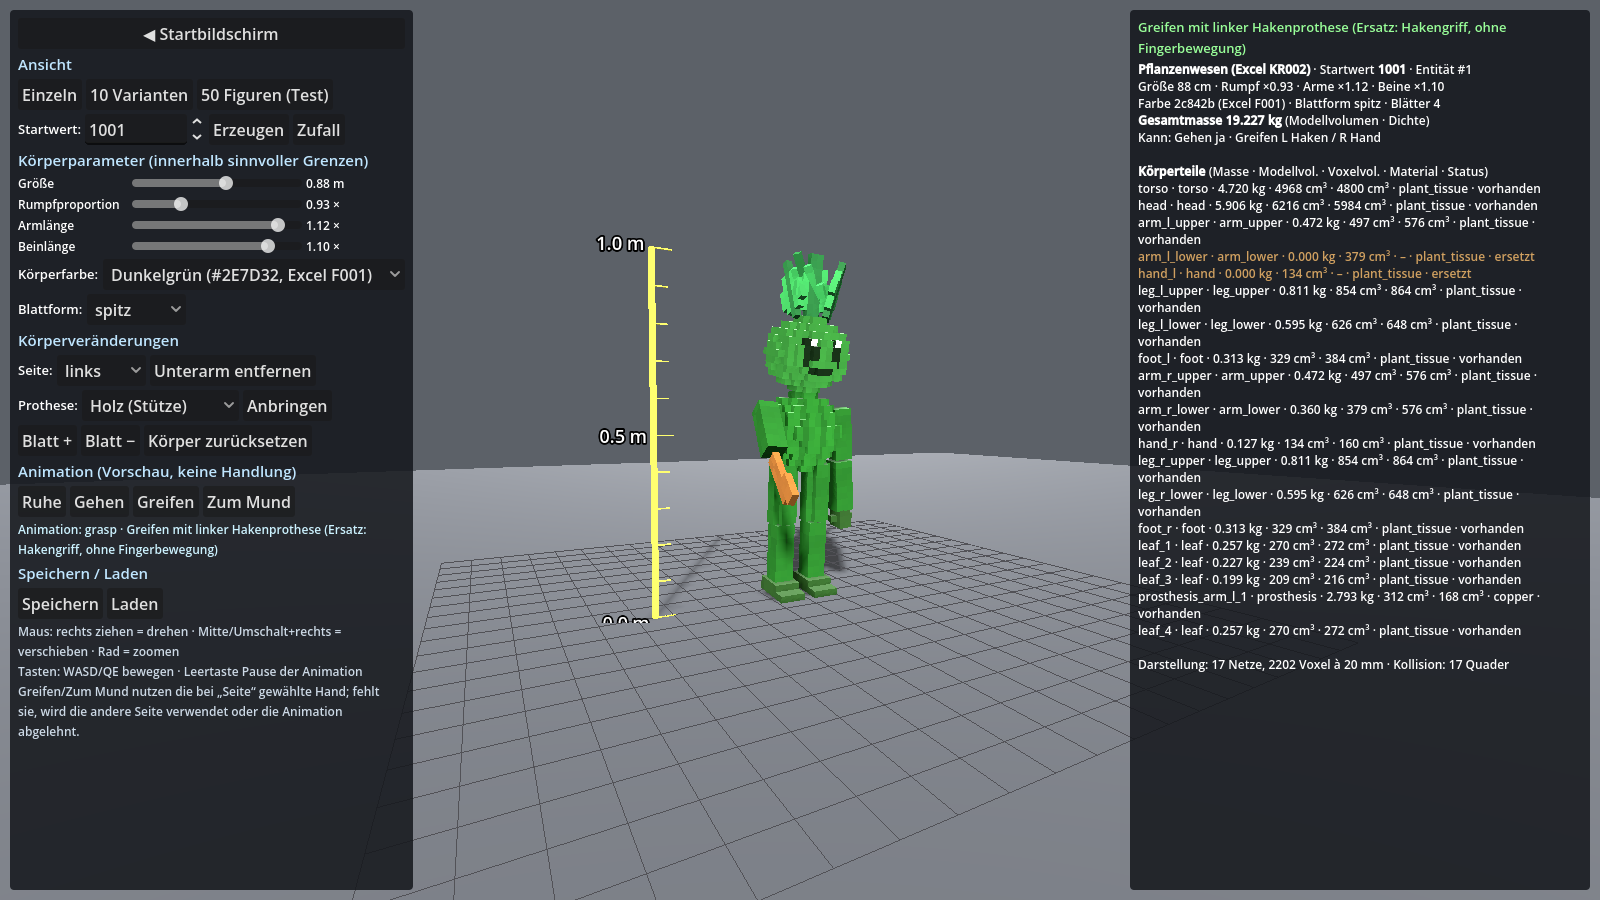 ◀ Startbildschirm
Ansicht
Einzeln 10 Varianten 50 Figuren (Test)
Startwert: 1001 Erzeugen Zufall
Körperparameter (innerhalb sinnvoller Grenzen)
Größe 0.88 m
Rumpfproportion 0.93 ×
Armlänge 1.12 ×
Beinlänge 1.10 ×
Körperfarbe: Dunkelgrün (#2E7D32, Excel F001)
Blattform: spitz
Körperveränderungen
Seite: links Unterarm entfernen
Prothese: Holz (Stütze) Anbringen
Blatt + Blatt − Körper zurücksetzen
Animation (Vorschau, keine Handlung)
Ruhe Gehen Greifen Zum Mund
Animation: grasp · Greifen mit linker Hakenprothese (Ersatz:
Hakengriff, ohne Fingerbewegung)
Speichern / Laden
Speichern Laden
Maus: rechts ziehen = drehen · Mitte/Umschalt+rechts =
verschieben · Rad = zoomen
Tasten: WASD/QE bewegen · Leertaste Pause der Animation
Greifen/Zum Mund nutzen die bei „Seite“ gewählte Hand; fehlt
sie, wird die andere Seite verwendet oder die Animation
abgelehnt.
1.0 m
0.5 m
0.0 m
Greifen mit linker Hakenprothese (Ersatz: Hakengriff, ohne
Fingerbewegung)
Pflanzenwesen (Excel KR002) · Startwert 1001 · Entität #1
Größe 88 cm · Rumpf ×0.93 · Arme ×1.12 · Beine ×1.10
Farbe 2c842b (Excel F001) · Blattform spitz · Blätter 4
Gesamtmasse 19.227 kg (Modellvolumen · Dichte)
Kann: Gehen ja · Greifen L Haken / R Hand
Körperteile (Masse · Modellvol. · Voxelvol. · Material · Status)
torso · torso · 4.720 kg · 4968 cm³ · 4800 cm³ · plant_tissue · vorhanden
head · head · 5.906 kg · 6216 cm³ · 5984 cm³ · plant_tissue · vorhanden
arm_l_upper · arm_upper · 0.472 kg · 497 cm³ · 576 cm³ · plant_tissue ·
vorhanden
arm_l_lower · arm_lower · 0.000 kg · 379 cm³ · – · plant_tissue · ersetzt
hand_l · hand · 0.000 kg · 134 cm³ · – · plant_tissue · ersetzt
leg_l_upper · leg_upper · 0.811 kg · 854 cm³ · 864 cm³ · plant_tissue ·
vorhanden
leg_l_lower · leg_lower · 0.595 kg · 626 cm³ · 648 cm³ · plant_tissue ·
vorhanden
foot_l · foot · 0.313 kg · 329 cm³ · 384 cm³ · plant_tissue · vorhanden
arm_r_upper · arm_upper · 0.472 kg · 497 cm³ · 576 cm³ · plant_tissue ·
vorhanden
arm_r_lower · arm_lower · 0.360 kg · 379 cm³ · 576 cm³ · plant_tissue ·
vorhanden
hand_r · hand · 0.127 kg · 134 cm³ · 160 cm³ · plant_tissue · vorhanden
leg_r_upper · leg_upper · 0.811 kg · 854 cm³ · 864 cm³ · plant_tissue ·
vorhanden
leg_r_lower · leg_lower · 0.595 kg · 626 cm³ · 648 cm³ · plant_tissue ·
vorhanden
foot_r · foot · 0.313 kg · 329 cm³ · 384 cm³ · plant_tissue · vorhanden
leaf_1 · leaf · 0.257 kg · 270 cm³ · 272 cm³ · plant_tissue · vorhanden
leaf_2 · leaf · 0.227 kg · 239 cm³ · 224 cm³ · plant_tissue · vorhanden
leaf_3 · leaf · 0.199 kg · 209 cm³ · 216 cm³ · plant_tissue · vorhanden
prosthesis_arm_l_1 · prosthesis · 2.793 kg · 312 cm³ · 168 cm³ · copper ·
vorhanden
leaf_4 · leaf · 0.257 kg · 270 cm³ · 272 cm³ · plant_tissue · vorhanden
Darstellung: 17 Netze, 2202 Voxel à 20 mm · Kollision: 17 Quader